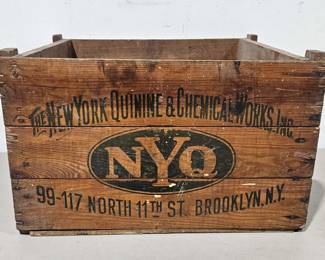 THE NEW YORK QUININE & CHEMICAL WORKS, INC.
NYQ
99-117 NORTH 11TH ST. BROOKLYN, N.Y.